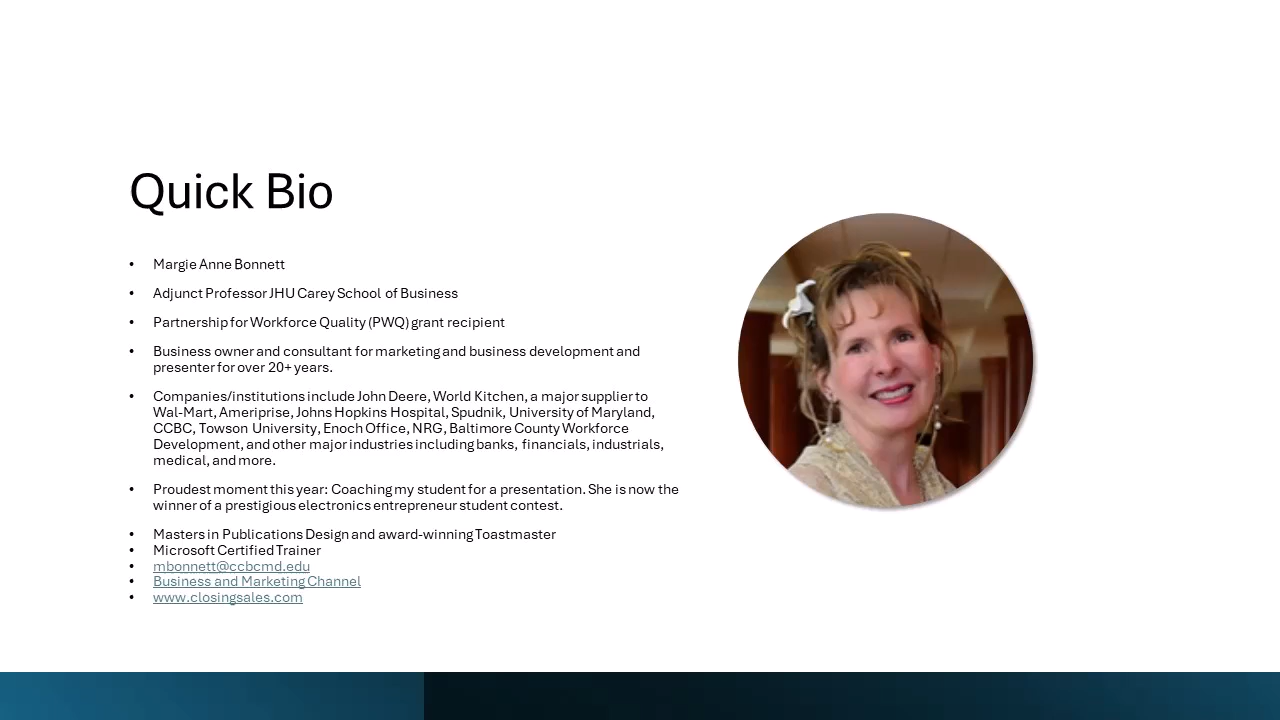 Quick Bio
• Margie Anne Bonnett
• Adjunct Professor JHU Carey School of Business
• Partnership for Workforce Quality (PWQ) grant recipient
• Business owner and consultant for marketing and business development and
presenter for over 20+ years.
• Companies/institutions include John Deere, World Kitchen, a major supplier to
Wal-Mart, Ameriprise, Johns Hopkins Hospital, Spudnik, University of Maryland,
CCBC, Towson University, Enoch Office, NRG, Baltimore County Workforce
Development, and other major industries including banks, financials, industrials,
medical, and more.
• Proudest moment this year: Coaching my student for a presentation. She is now the
winner of a prestigious electronics entrepreneur student contest.
• Masters in Publications Design and award-winning Toastmaster
• Microsoft Certified Trainer
• mbonnett@ccbcmd.edu
• Business and Marketing Channel
• www.closingsales.com